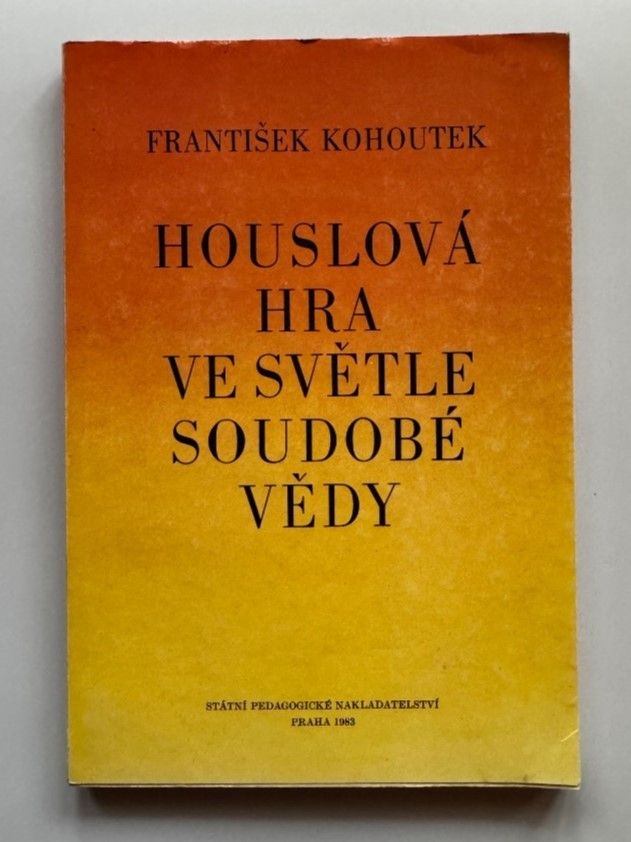 FRANTIŠEK KOHOUTEK
HOUSLOVÁ
HRA
VE SVĚTLE
SOUDOBÉ
VĚDY
STÁTNÍ PEDAGOGICKÉ NAKLADATELSTVÍ
PRAHA 1983